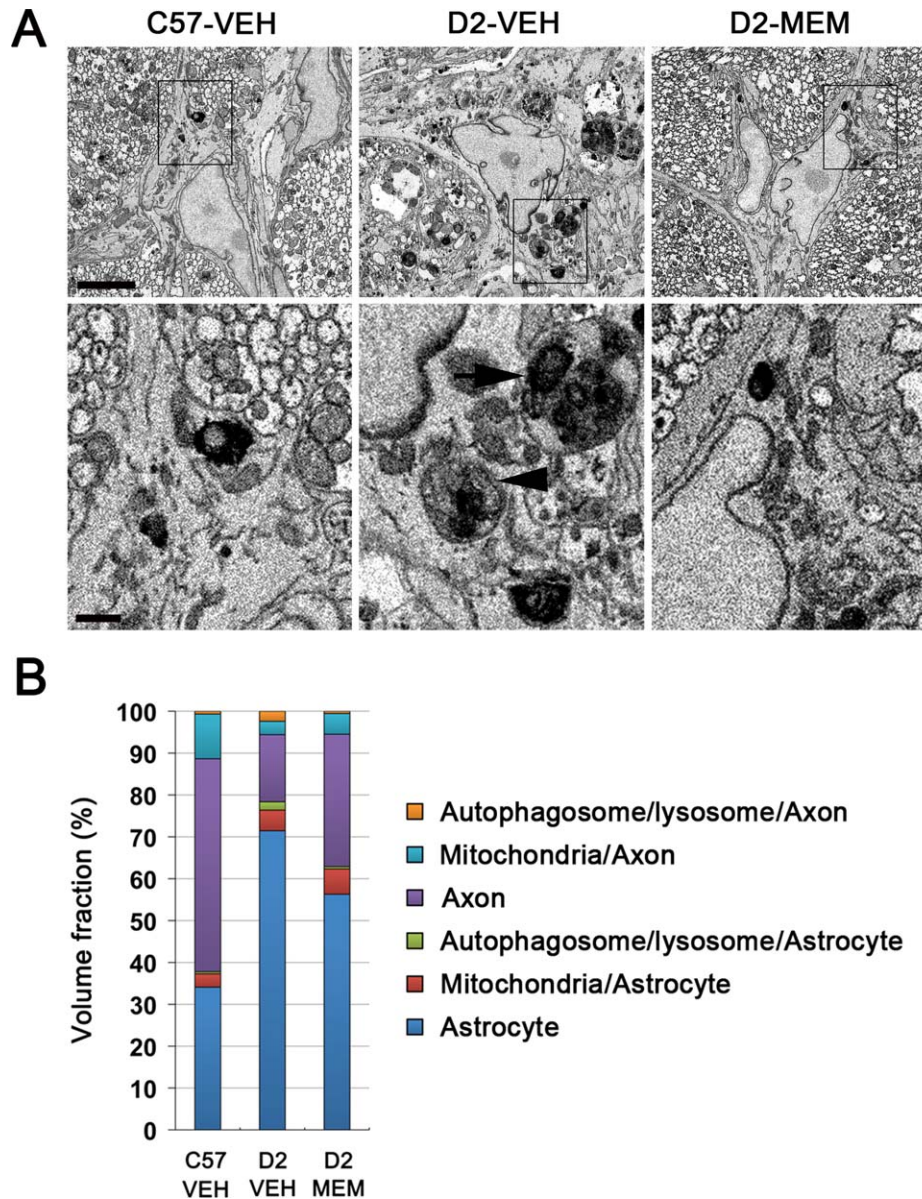 A
C57-VEH
D2-VEH
D2-MEM
B
Volume fraction (%)
100
90
80
70
60
50
40
30
20
10
0
C57
VEH
D2
VEH
D2
MEM
Autophagosome/lysosome/Axon
Mitochondria/Axon
Axon
Autophagosome/lysosome/Astrocyte
Mitochondria/Astrocyte
Astrocyte